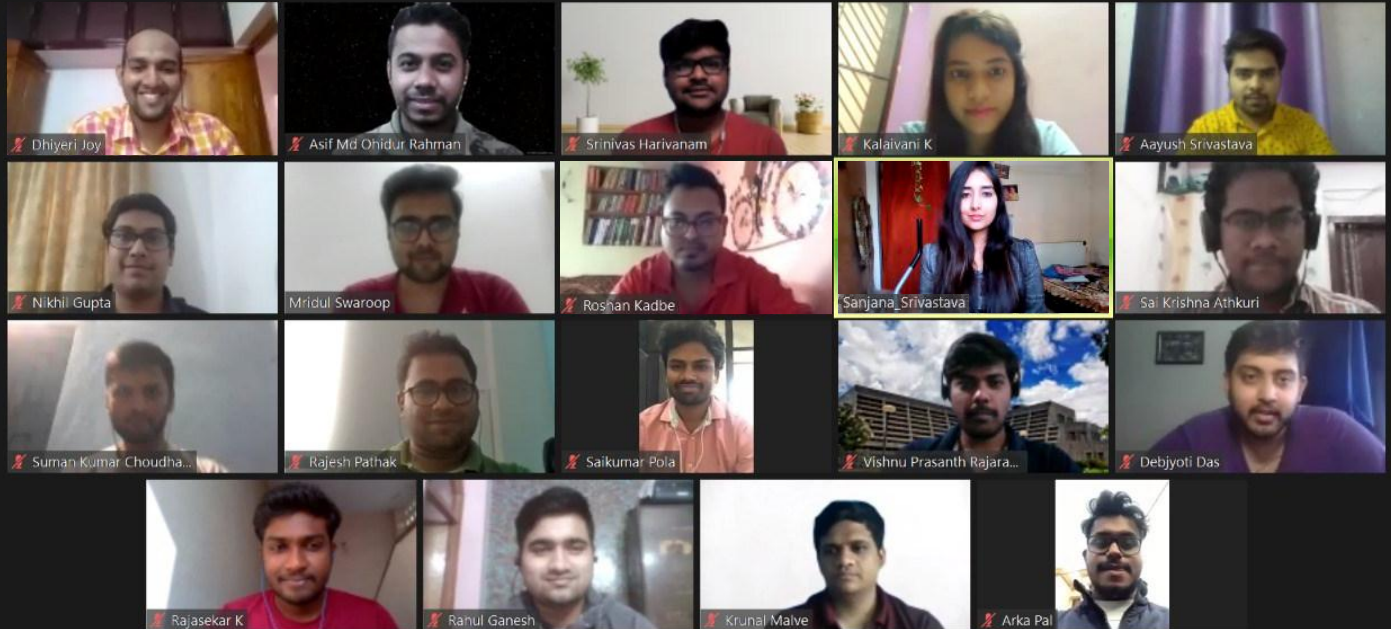 Dhiyeri Joy
Asif Md Ohidur Rahman
Srinivas Harivanam
Kalaivani K
Aayush Srivastava
Nikhil Gupta
Mridul Swaroop
Roshan Kadbe
Sanjana_Srivastava
Sai Krishna Athkuri
Suman Kumar Choudha...
Rajesh Pathak
Saikumar Pola
Vishnu Prasanth Rajara...
Debjyoti Das
Rajasekar K
Rahul Ganesh
Krunal Malve
Arka Pal